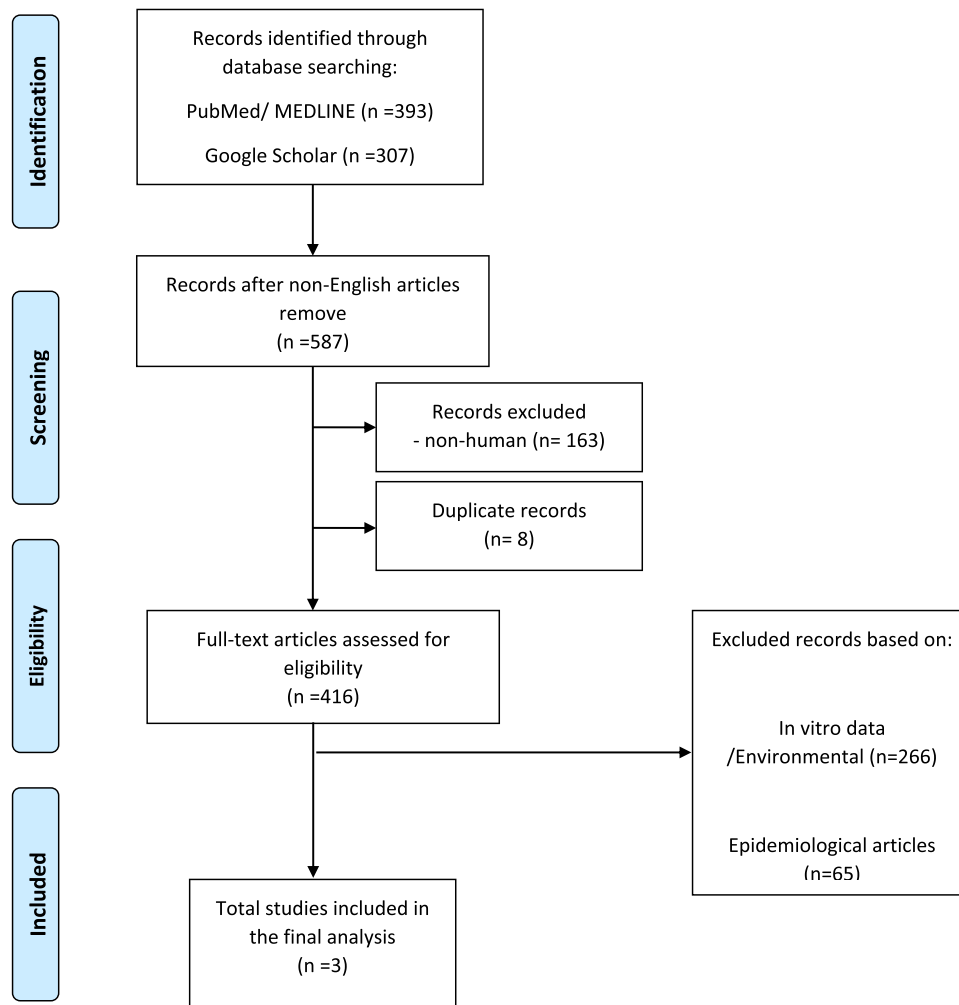 Identification
Records identified through
database searching:
PubMed/ MEDLINE (n =393)
Google Scholar (n =307)
Screening
Records after non-English articles
remove
(n =587)
Records excluded
- non-human (n= 163)
Duplicate records
(n= 8)
Eligibility
Full-text articles assessed for
eligibility
(n =416)
Excluded records based on:
In vitro data
/Environmental (n=266)
Epidemiological articles
(n=65)
Included
Total studies included in
the final analysis
(n =3)